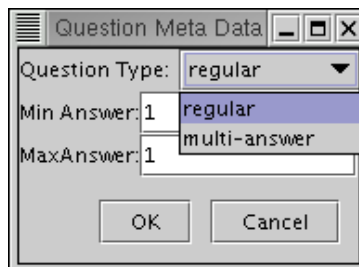 Question Meta Data
Question Type: regular
Min Answer: 1 regular
multi-answer
MaxAnswer: 1
OK Cancel